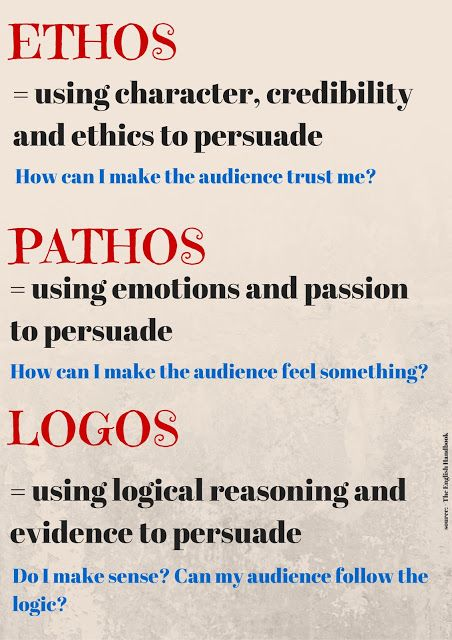 ETHOS
= using character, credibility
and ethics to persuade
How can I make the audience trust me?
PATHOS
= using emotions and passion
to persuade
How can I make the audience feel something?
LOGOS
= using logical reasoning and
evidence to persuade
Do I make sense? Can my audience follow the
logic?
source: The English Handbook